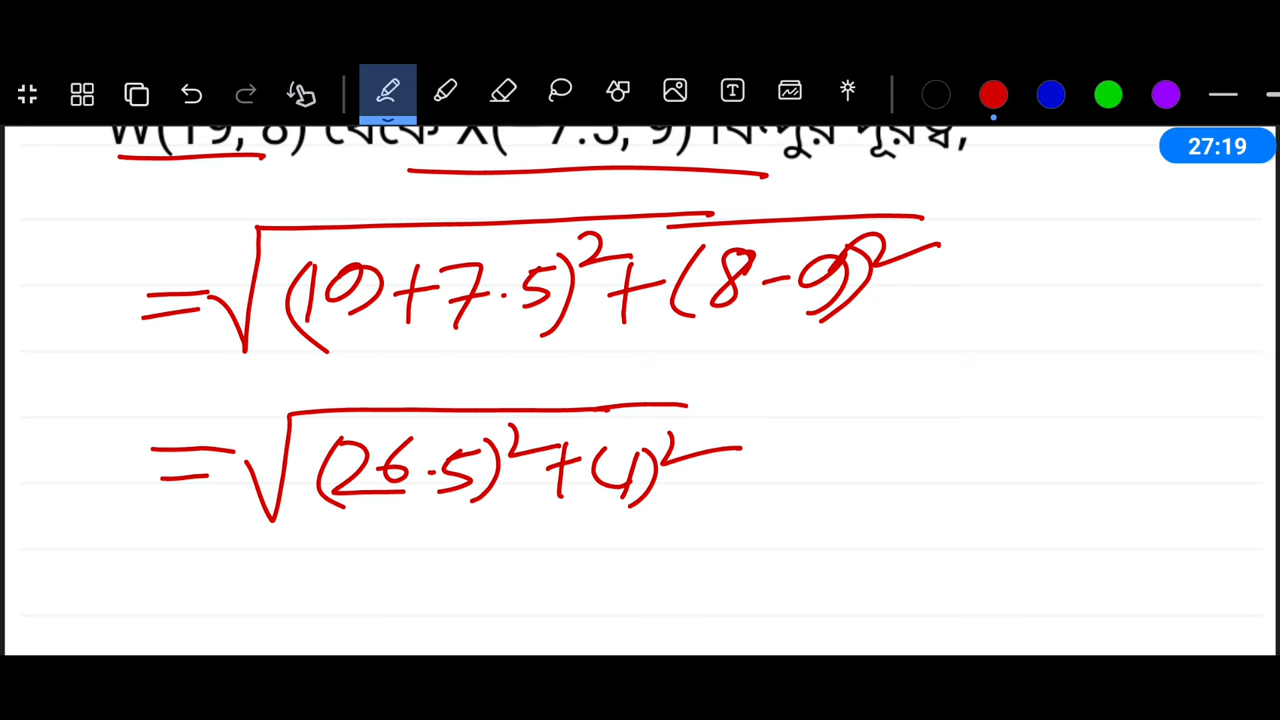 27:19
W(19, 8) থেকে X(−7.5, 9) বিন্দুর দূরত্ব,
= √(19+7.5)² + (8-9)²
= √(26.5)² + (1)²